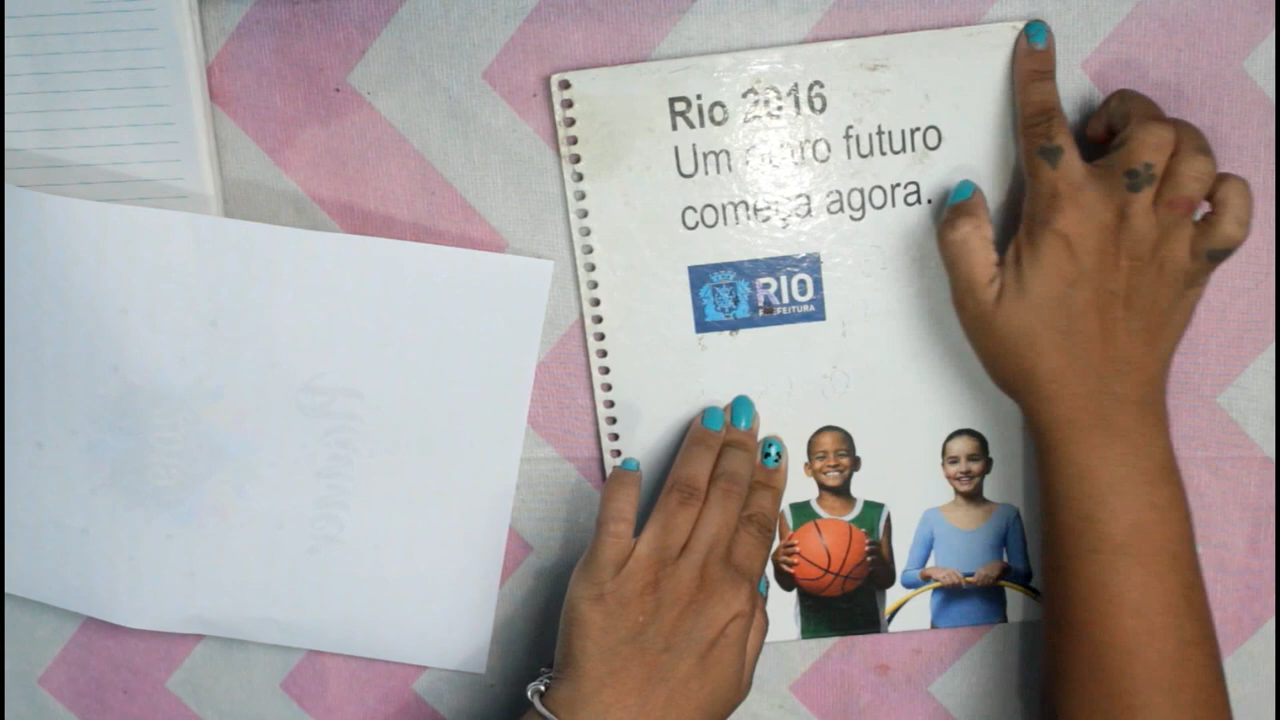 Rio 2016
Um futuro
começa agora.
RIO
PREFEITURA